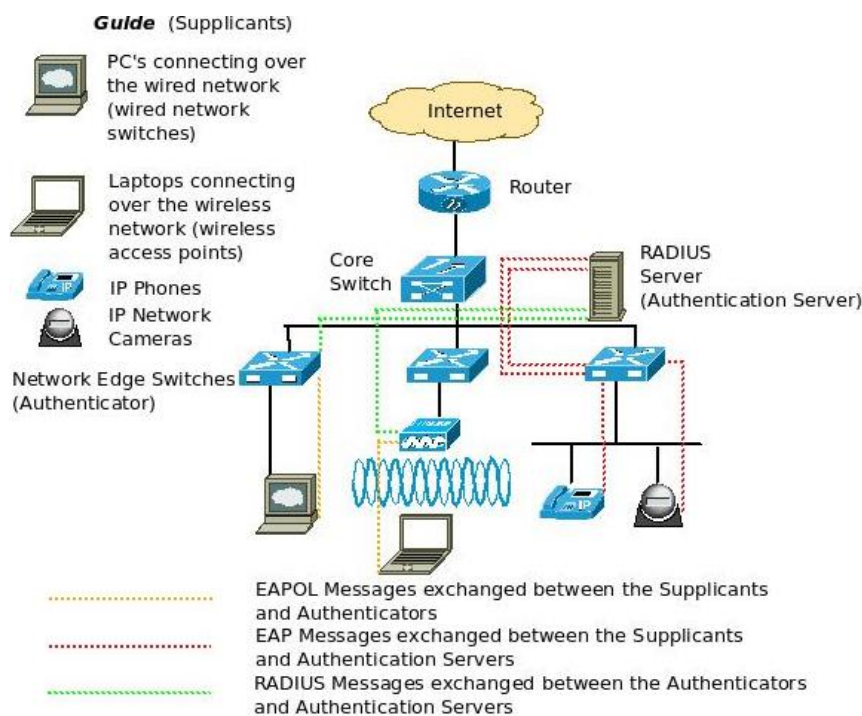 Guide (Supplicants)
PC's connecting over
the wired network
(wired network
switches)
Laptops connecting
over the wireless
network (wireless
access points)
IP
IP Phones
IP Network
Cameras
Internet
Router
Core
Switch
RADIUS
Server
(Authentication Server)
Network Edge Switches
(Authenticator)
IP
EAPOL Messages exchanged between the Supplicants
and Authenticators
EAP Messages exchanged between the Supplicants
and Authentication Servers
RADIUS Messages exchanged between the Authenticators
and Authentication Servers